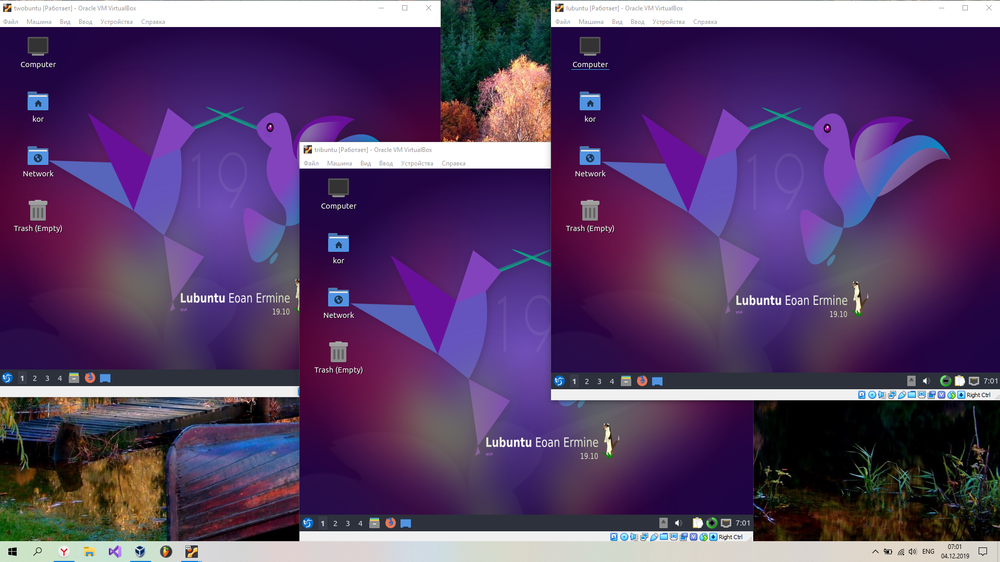 twobuntu [Работает] - Oracle VM VirtualBox
Файл Машина Вид Ввод Устройства Справка
Computer
kor
Network
Trash (Empty)
19
Lubuntu Eoan Ermine
19.10
1 2 3 4
tribuntu [Работает] - Oracle VM VirtualBox
Файл Машина Вид Ввод Устройства Справка
Computer
kor
Network
Trash (Empty)
19
Lubuntu Eoan Ermine
19.10
1 2 3 4 7:01
Right Ctrl
lubuntu [Работает] - Oracle VM VirtualBox
Файл Машина Вид Ввод Устройства Справка
Computer
kor
Network
Trash (Empty)
19
Lubuntu Eoan Ermine
19.10
1 2 3 4 7:01
Right Ctrl
ENG 07:01
04.12.2019